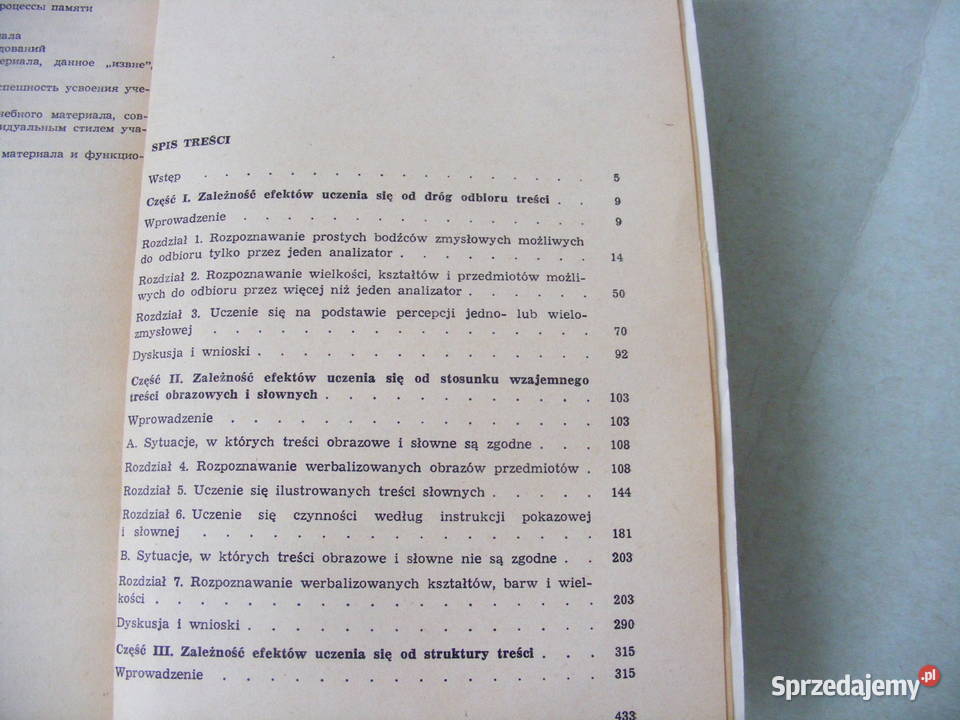 роцессы памяти
ала
дований
ериала, данное „извне",
спешность усвоения уче-
чебного материала, сов-
идуальным стилем уча-
материала и функцио-
SPIS TREŚCI
Wstęp . . . . . . . . . . . . . . . . 5
Część I. Zależność efektów uczenia się od dróg odbioru treści . . 9
Wprowadzenie . . . . . . . . . . . . . . 9
Rozdział 1. Rozpoznawanie prostych bodźców zmysłowych możliwych
do odbioru tylko przez jeden analizator . . . . . . . . 14
Rozdział 2. Rozpoznawanie wielkości, kształtów i przedmiotów możli-
wych do odbioru przez więcej niż jeden analizator . . . . . . 50
Rozdział 3. Uczenie się na podstawie percepcji jedno- lub wielo-
zmysłowej . . . . . . . . . . . . . . . 70
Dyskusja i wnioski . . . . . . . . . . . . . 92
Część II. Zależność efektów uczenia się od stosunku wzajemnego
treści obrazowych i słownych . . . . . . . . . . . 103
Wprowadzenie . . . . . . . . . . . . . . 103
A. Sytuacje, w których treści obrazowe i słowne są zgodne . . . 108
Rozdział 4. Rozpoznawanie werbalizowanych obrazów przedmiotów . 108
Rozdział 5. Uczenie się ilustrowanych treści słownych . . . . . 144
Rozdział 6. Uczenie się czynności według instrukcji pokazowej
i słownej . . . . . . . . . . . . . . . 181
B. Sytuacje, w których treści obrazowe i słowne nie są zgodne . . 203
Rozdział 7. Rozpoznawanie werbalizowanych kształtów, barw i wiel-
kości . . . . . . . . . . . . . . . . . 203
Dyskusja i wnioski . . . . . . . . . . . . . 290
Część III. Zależność efektów uczenia się od struktury treści . . . 315
Wprowadzenie . . . . . . . . . . . . . . 315
433
Sprzedajemy.pl